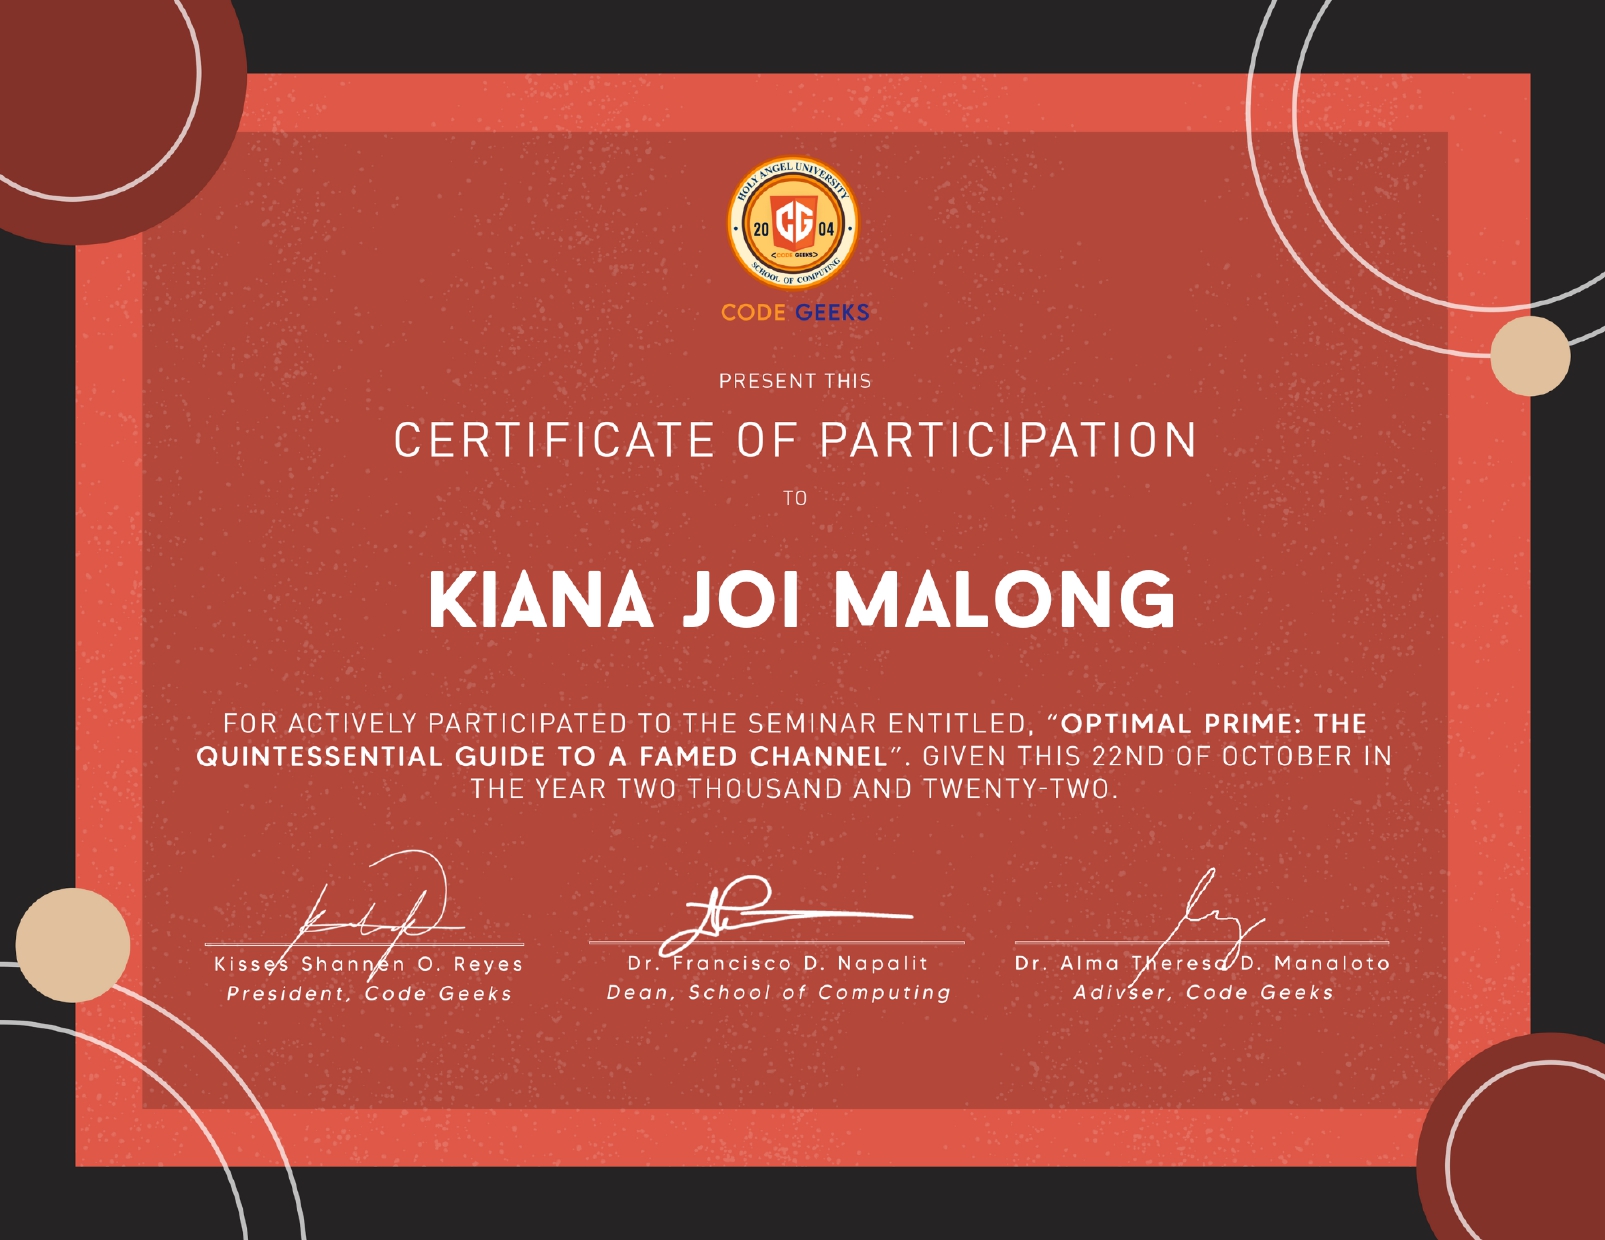 HOLY ANGEL UNIVERSITY
20 CG 04
<CODE GEEKS>
SCHOOL OF COMPUTING
CODE GEEKS
PRESENT THIS
CERTIFICATE OF PARTICIPATION
TO
KIANA JOI MALONG
FOR ACTIVELY PARTICIPATED TO THE SEMINAR ENTITLED, “OPTIMAL PRIME: THE
QUINTESSENTIAL GUIDE TO A FAMED CHANNEL”. GIVEN THIS 22ND OF OCTOBER IN
THE YEAR TWO THOUSAND AND TWENTY-TWO.
Kisses Shannen O. Reyes
President, Code Geeks
Dr. Francisco D. Napalit
Dean, School of Computing
Dr. Alma Theresa D. Manaloto
Adivser, Code Geeks